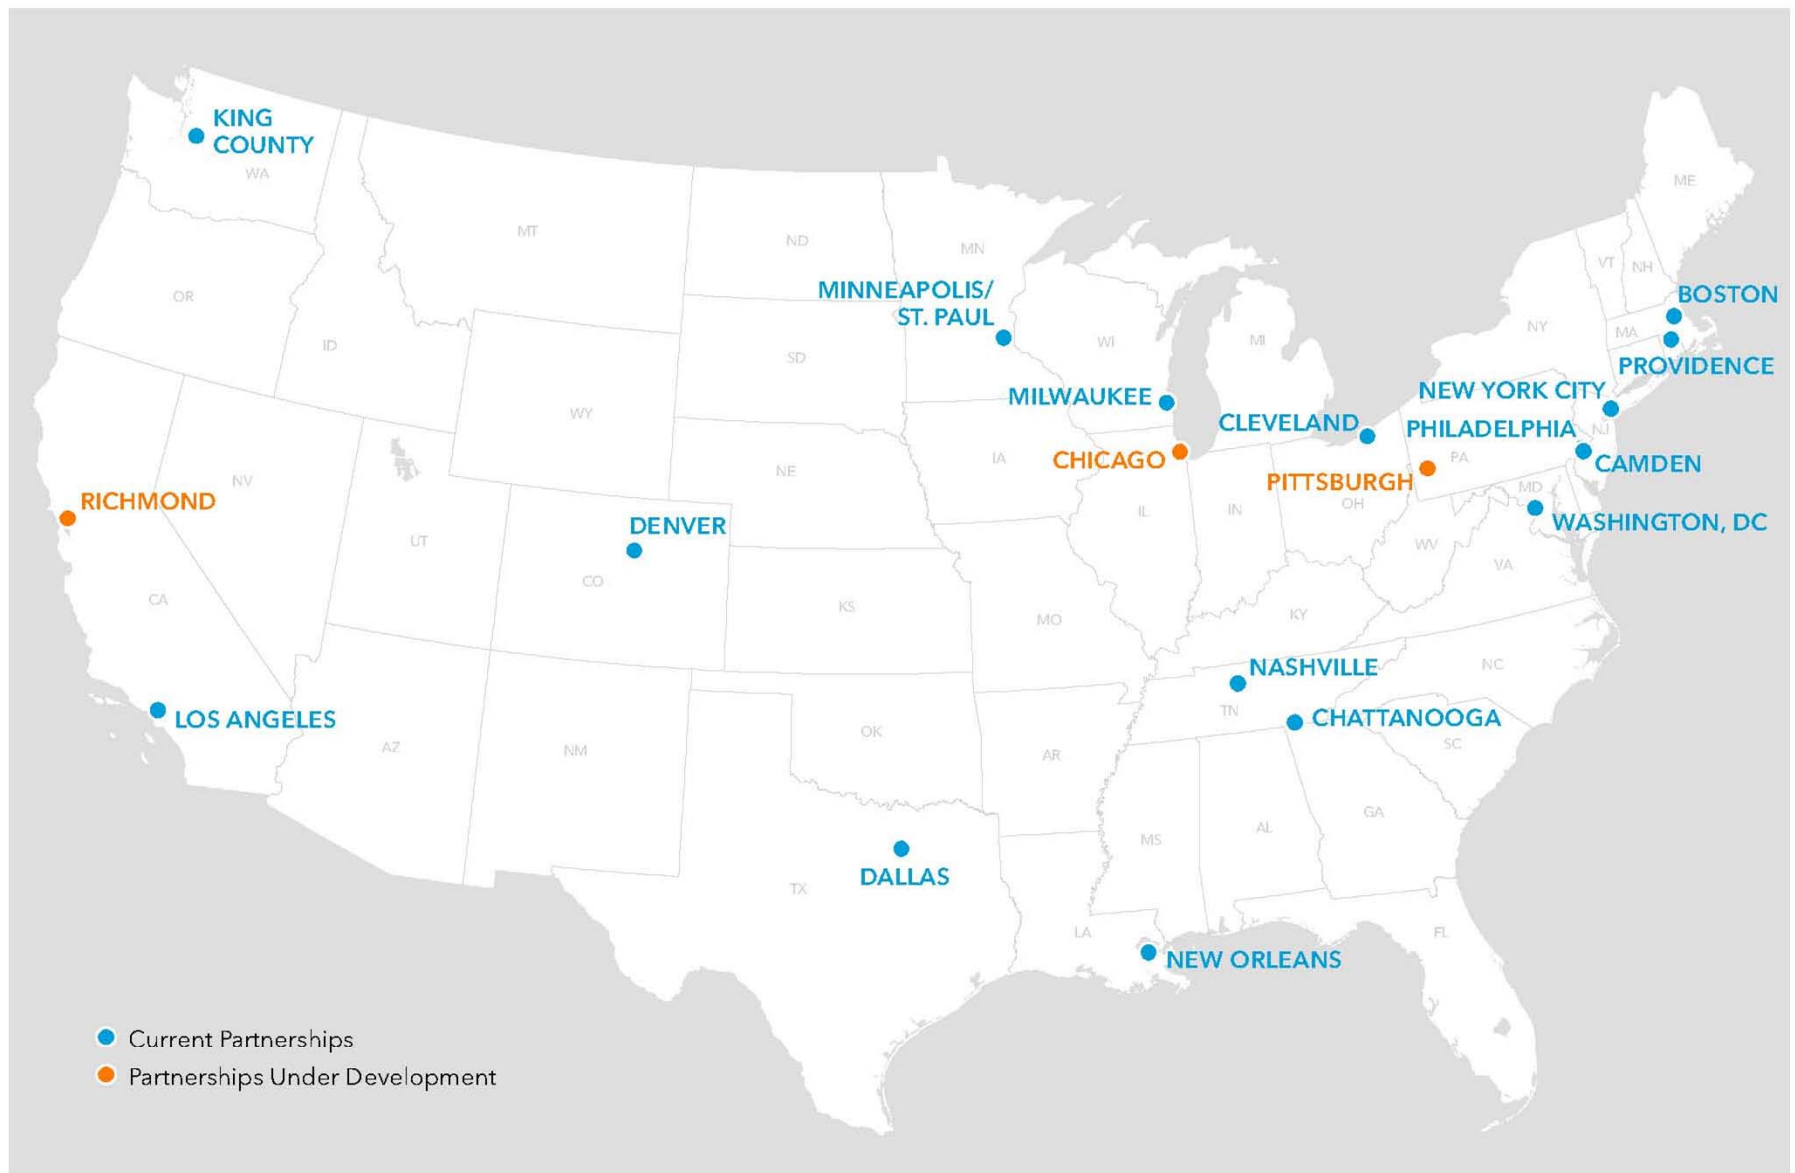 KING
COUNTY
WA
ME
MT
ND
MN
VT
NH
OR
MINNEAPOLIS/
ST. PAUL
BOSTON
NY
MA
ID
WI
MI
SD
PROVIDENCE
MILWAUKEE
NEW YORK CITY
WY
CLEVELAND
PHILADELPHIA
NJ
CHICAGO
IA
PA
CAMDEN
NE
NV
PITTSBURGH
MD
RICHMOND
IL
IN
OH
DENVER
WASHINGTON, DC
UT
WV
CO
VA
CA
KS
MO
KY
NASHVILLE
NC
LOS ANGELES
TN
CHATTANOOGA
AZ
NM
OK
AR
SC
MS
AL
GA
DALLAS
TX
LA
FL
NEW ORLEANS
Current Partnerships
Partnerships Under Development